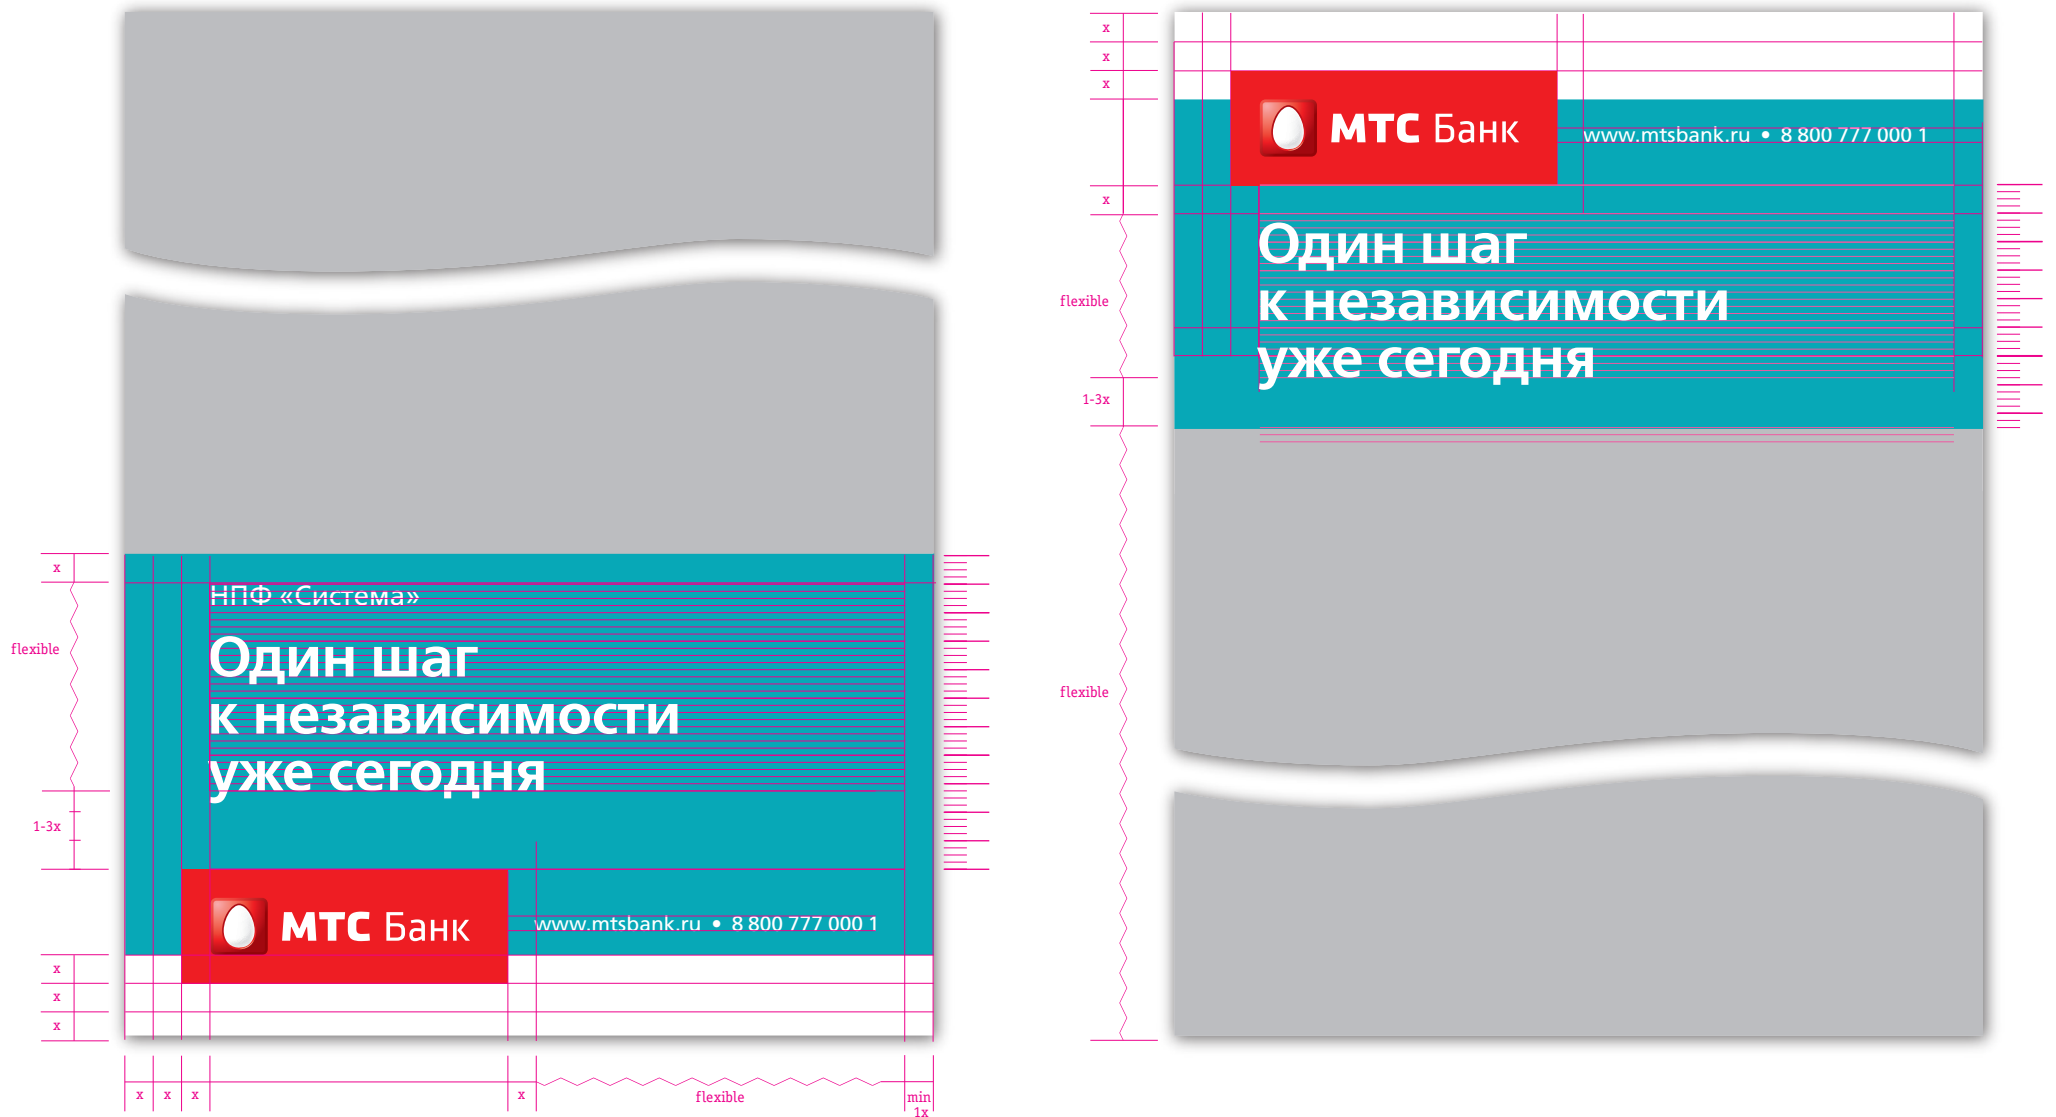 x
flexible
1-3x
x
x
x
НПФ «Система»
Один шаг
к независимости
уже сегодня
МТС Банк
www.mtsbank.ru • 8 800 777 000 1
x x x x flexible min
1x
x
x
x
x
flexible
1-3x
flexible
МТС Банк
www.mtsbank.ru • 8 800 777 000 1
Один шаг
к независимости
уже сегодня